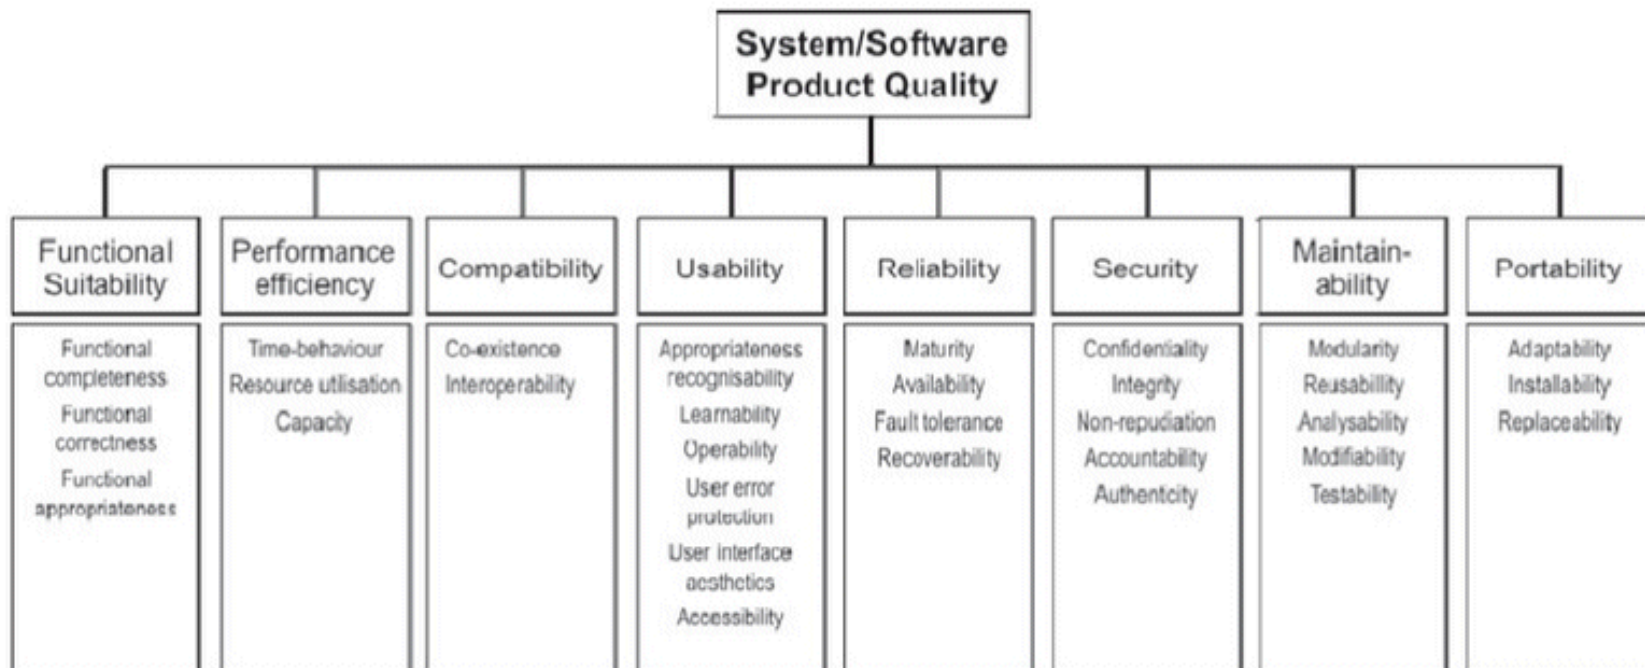 System/Software
Product Quality
Functional
Suitability
Performance
efficiency
Compatibility
Usability
Reliability
Security
Maintain-
ability
Portability
Functional
completeness
Functional
correctness
Functional
appropriateness
Time-behaviour
Resource utilisation
Capacity
Co-existence
Interoperability
Appropriateness
recognisability
Learnability
Operability
User error
protection
User interface
aesthetics
Accessibility
Maturity
Availability
Fault tolerance
Recoverability
Confidentiality
Integrity
Non-repudiation
Accountability
Authenticity
Modularity
Reusabillity
Analysability
Modifiability
Testability
Adaptability
Installability
Replaceability